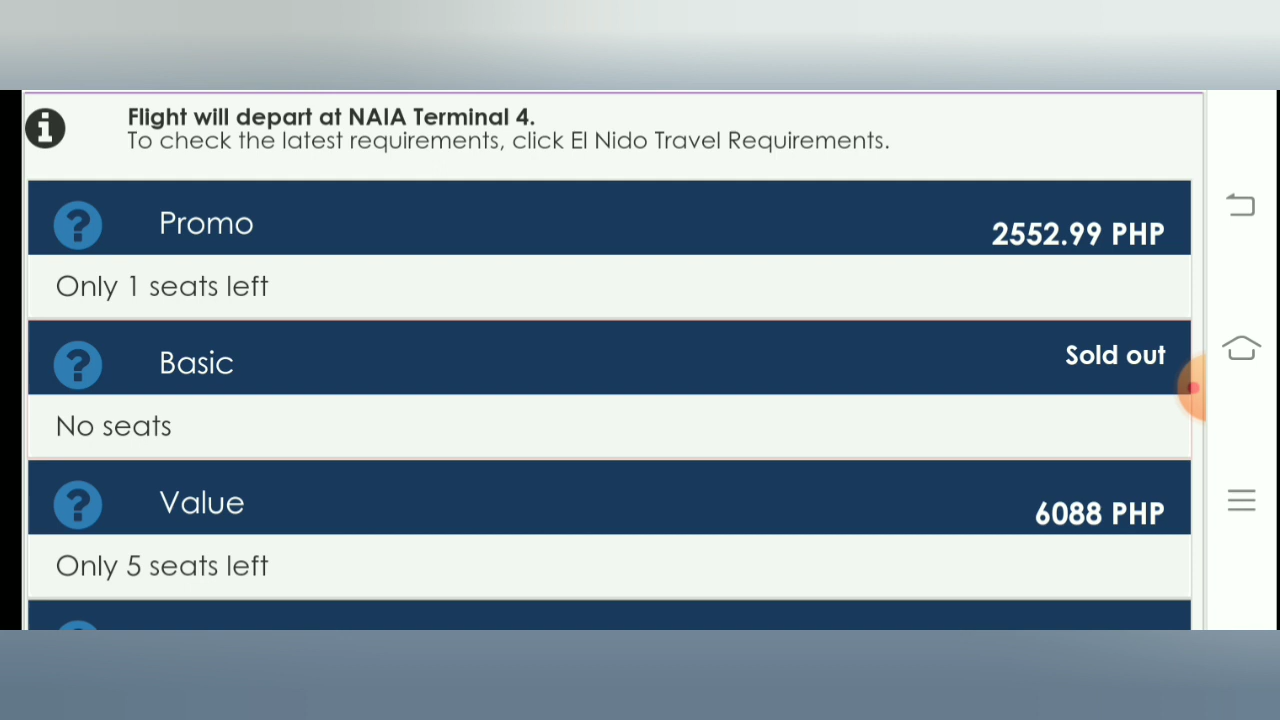 Flight will depart at NAIA Terminal 4.
To check the latest requirements, click El Nido Travel Requirements.
? Promo 2552.99 PHP
Only 1 seats left
? Basic Sold out
No seats
? Value 6088 PHP
Only 5 seats left